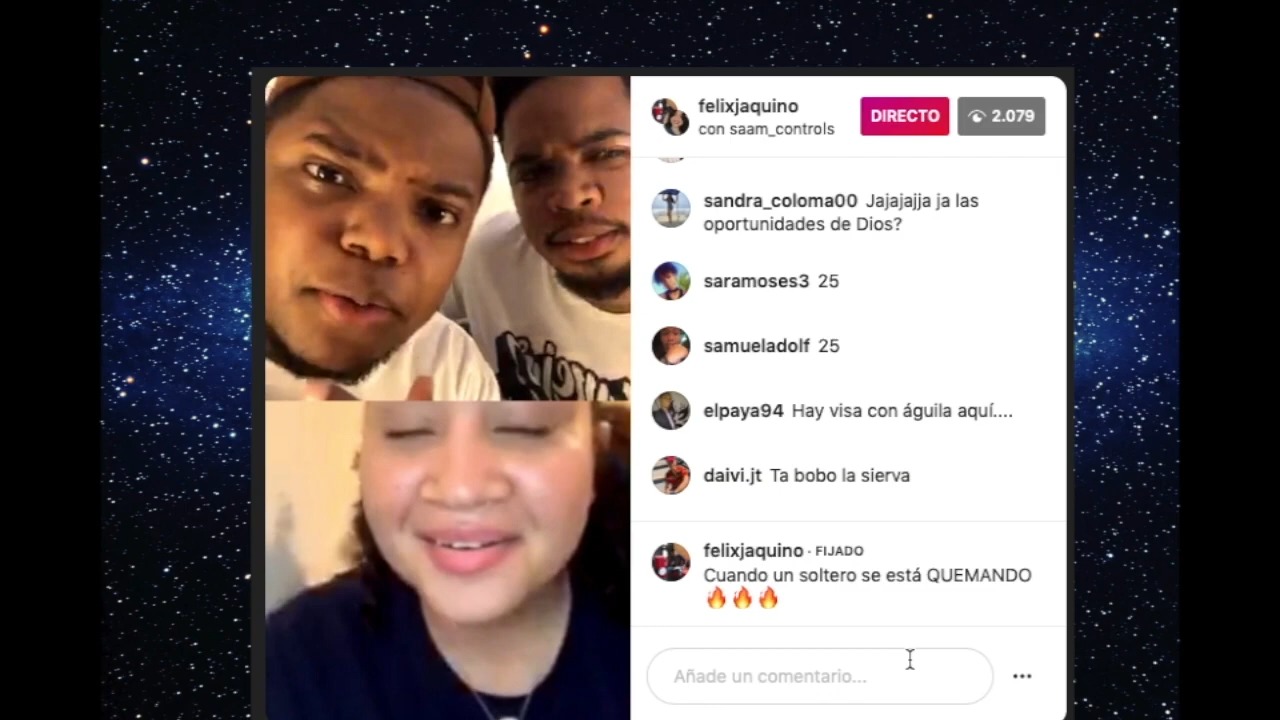 felixjaquino
con saam_controls
DIRECTO
2.079
sandra_coloma00 Jajajajja ja las
oportunidades de Dios?
saramoses3 25
samueladolf 25
elpaya94 Hay visa con águila aquí....
daivi.jt Ta bobo la sierva
felixjaquino · FIJADO
Cuando un soltero se está QUEMANDO
🔥🔥🔥
Añade un comentario...